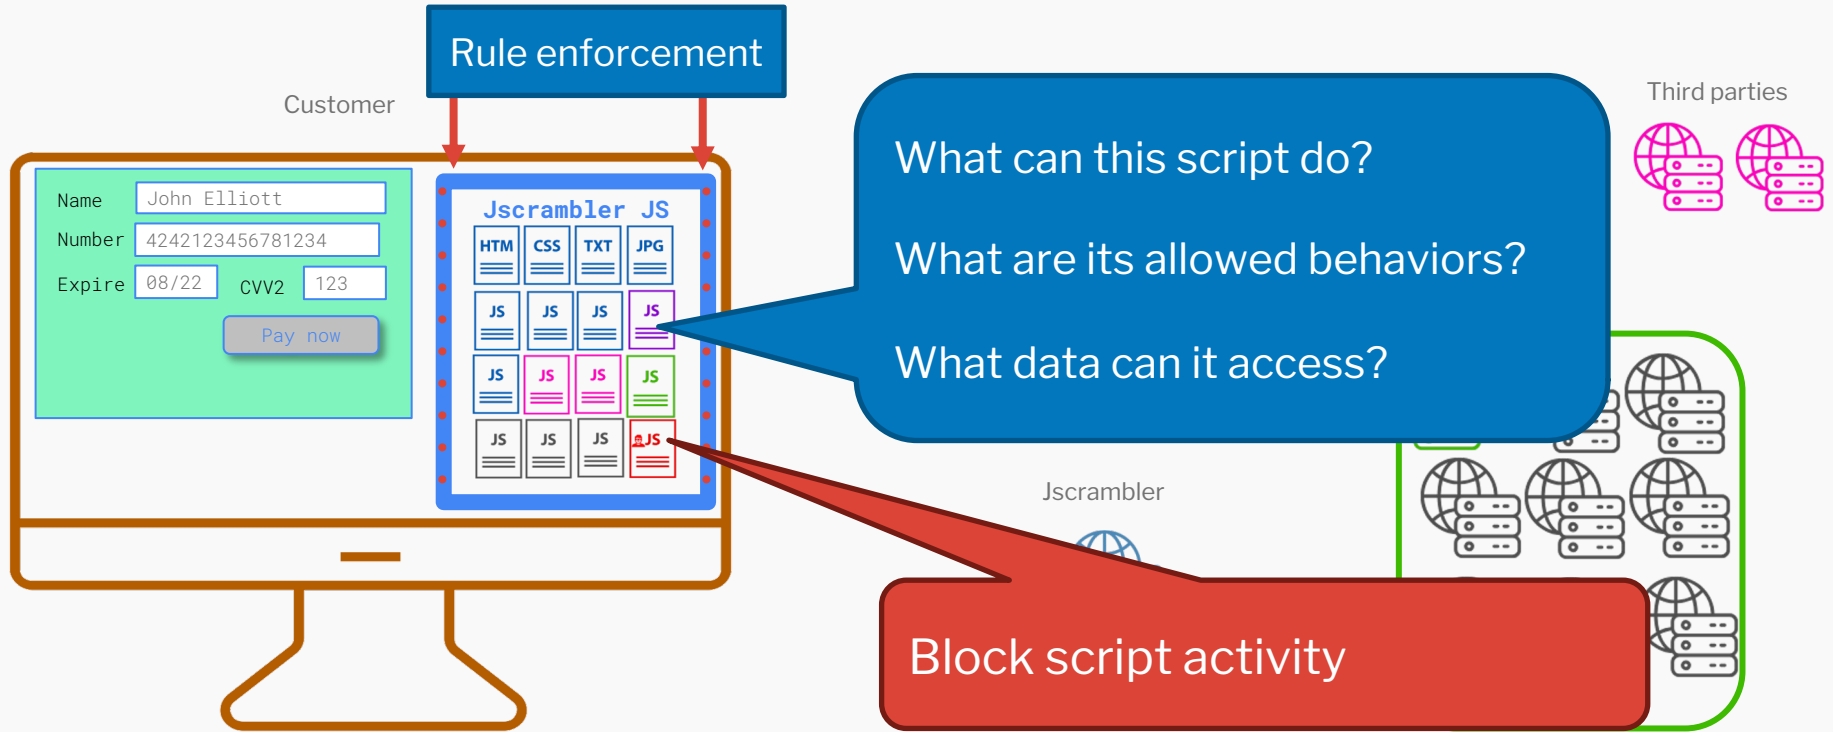 Rule enforcement
Customer
Third parties
Name John Elliott
Number 4242123456781234
Expire 08/22 CVV2 123
Pay now
Jscrambler JS
HTM CSS TXT JPG
JS JS JS JS
JS JS JS JS
JS JS JS JS
What can this script do?
What are its allowed behaviors?
What data can it access?
Jscrambler
Block script activity